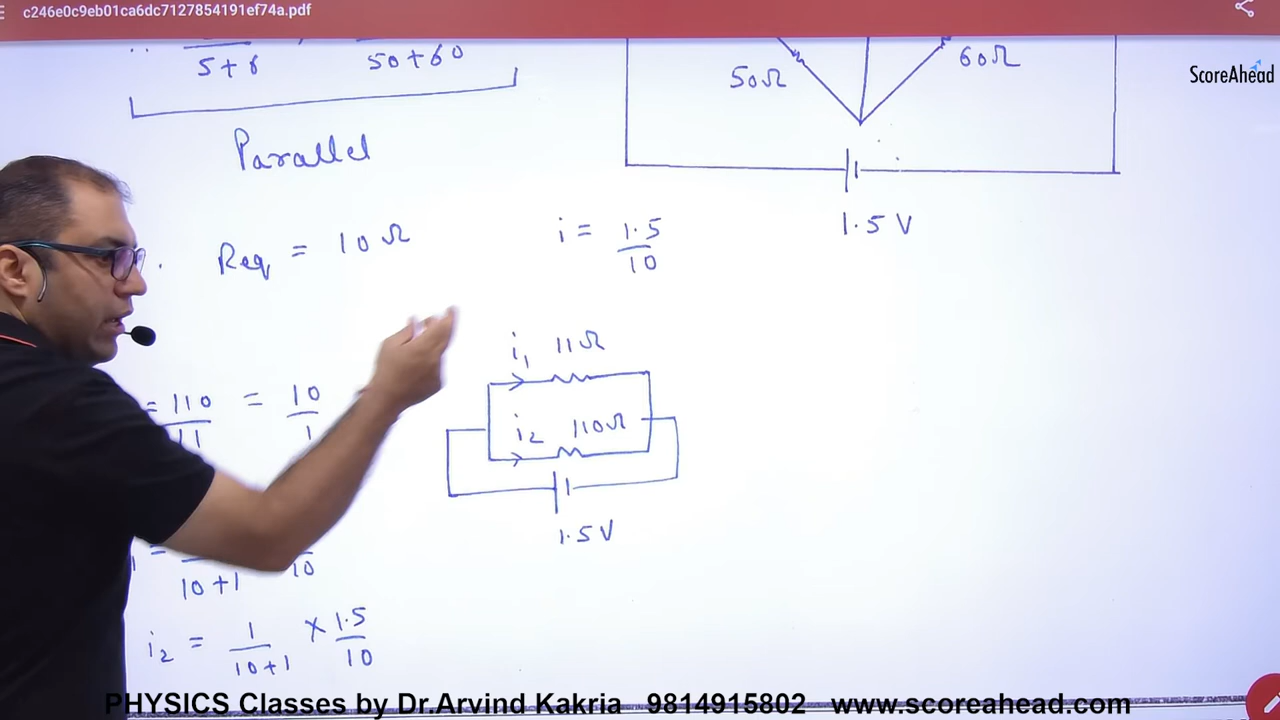 c246e0c9eb01ca6dc7127854191ef74a.pdf
ScoreAhead
5+6
50+60
50Ω
60Ω
Parallel
1.5 V
Req = 10 Ω
i = 1.5/10
i₁ 11Ω
i₂ 110Ω
1.5 V
= 110/11 = 10/1
10+1
10
i₂ = 1/10+1 × 1.5/10
PHYSICS Classes by Dr.Arvind Kakria 9814915802 www.scoreahead.com